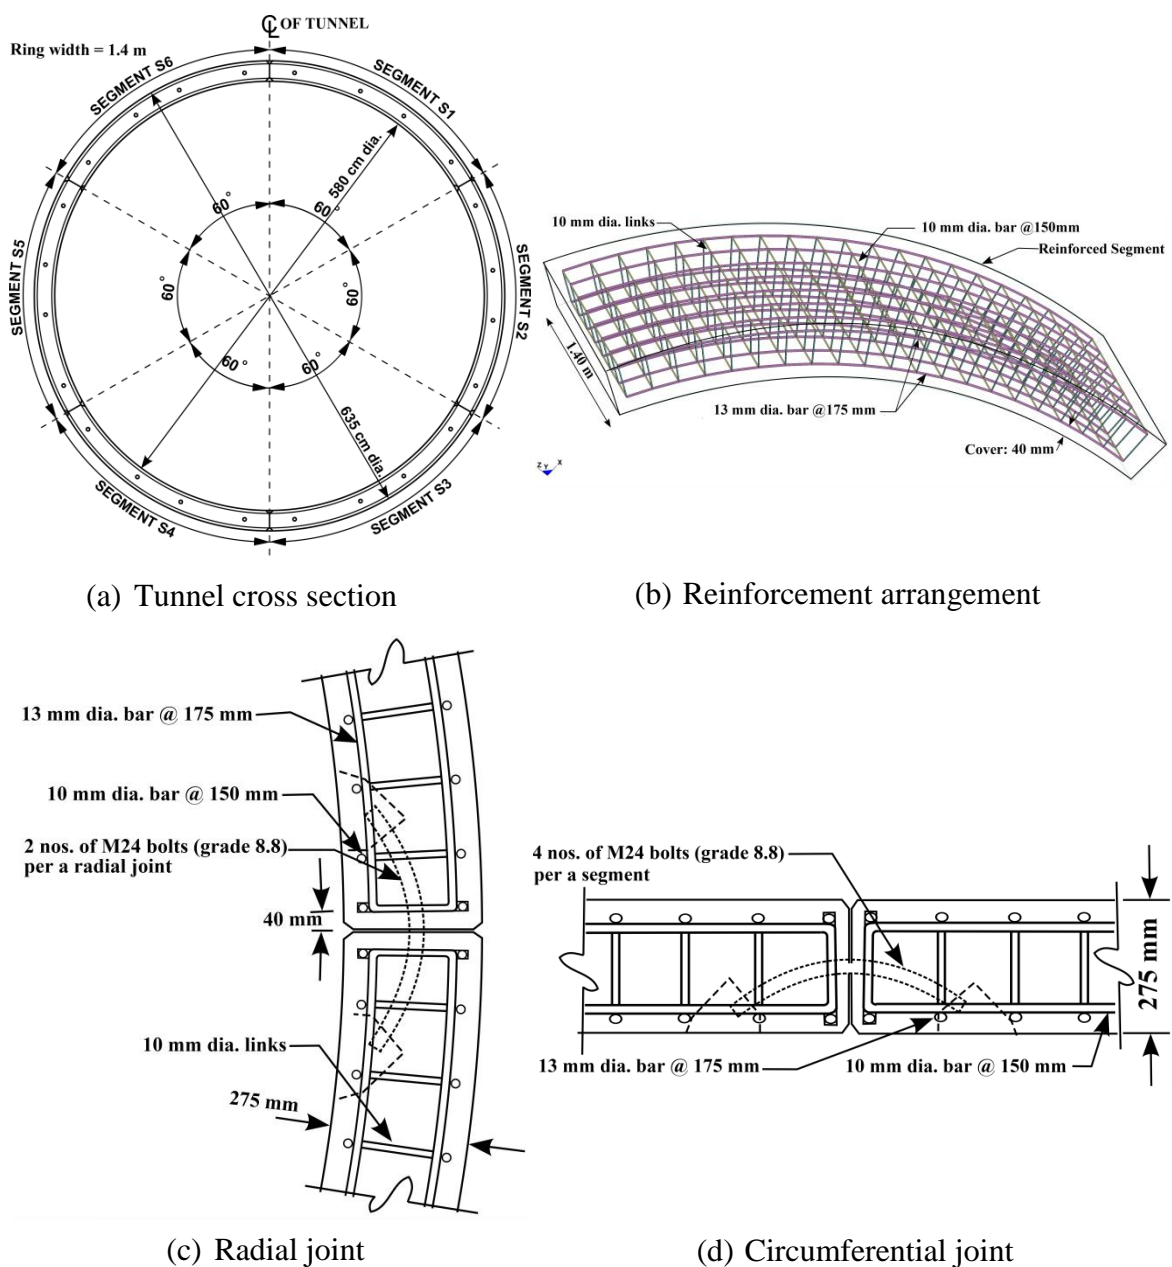 ℄ OF TUNNEL
Ring width = 1.4 m
SEGMENT S6
SEGMENT S1
580 cm dia.
60°
60°
SEGMENT S5
60°
60°
SEGMENT S2
60°
60°
635 cm dia.
SEGMENT S4
SEGMENT S3
(a) Tunnel cross section
10 mm dia. links
10 mm dia. bar @150mm
Reinforced Segment
1.40 m
13 mm dia. bar @175 mm
Cover: 40 mm
Z Y X
(b) Reinforcement arrangement
13 mm dia. bar @ 175 mm
10 mm dia. bar @ 150 mm
2 nos. of M24 bolts (grade 8.8)
per a radial joint
40 mm
10 mm dia. links
275 mm
(c) Radial joint
4 nos. of M24 bolts (grade 8.8)
per a segment
275 mm
13 mm dia. bar @ 175 mm
10 mm dia. bar @ 150 mm
(d) Circumferential joint